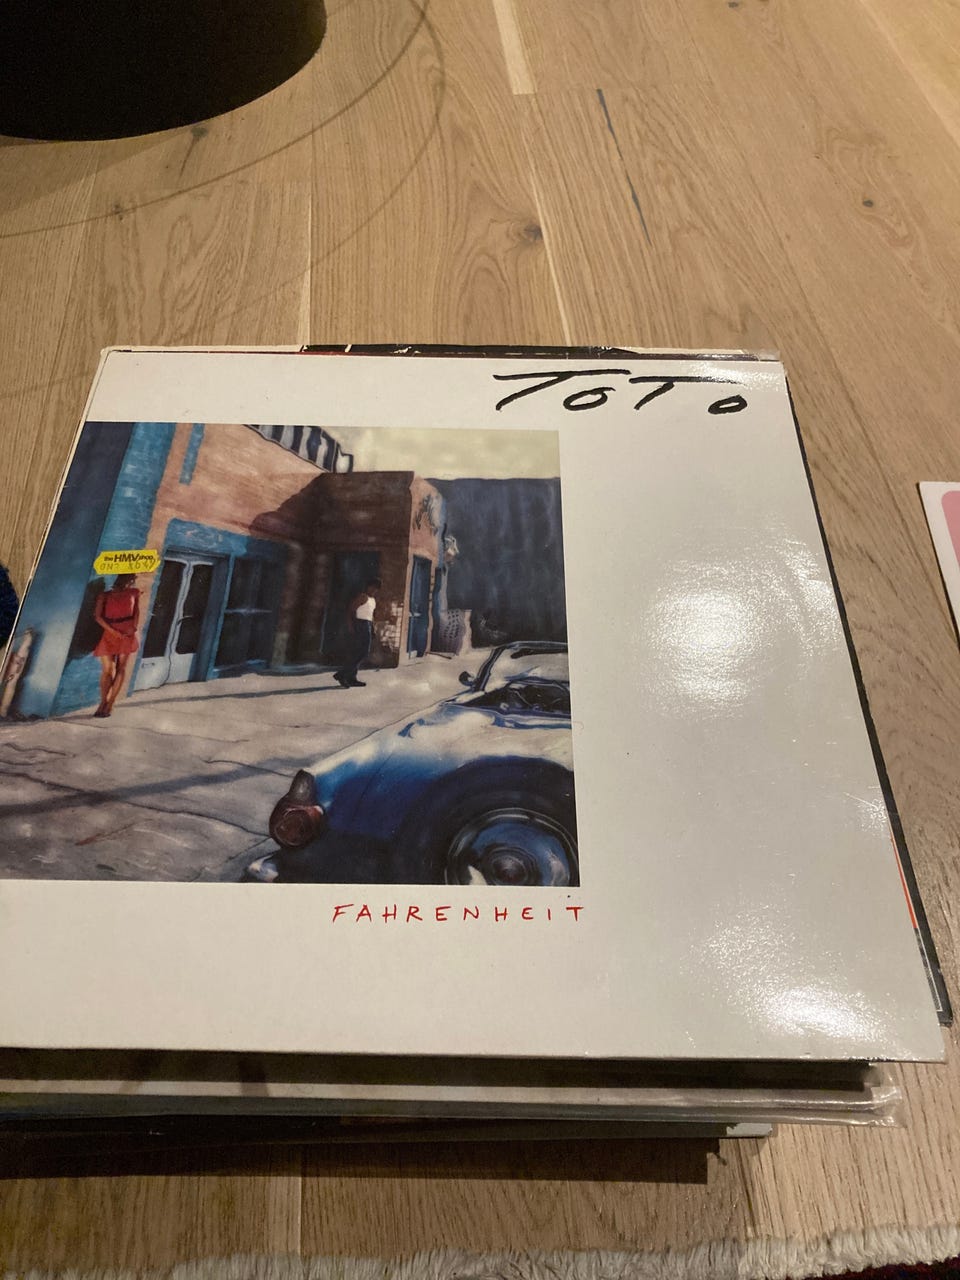 TOTO
the HMV shop
FAHRENHEIT